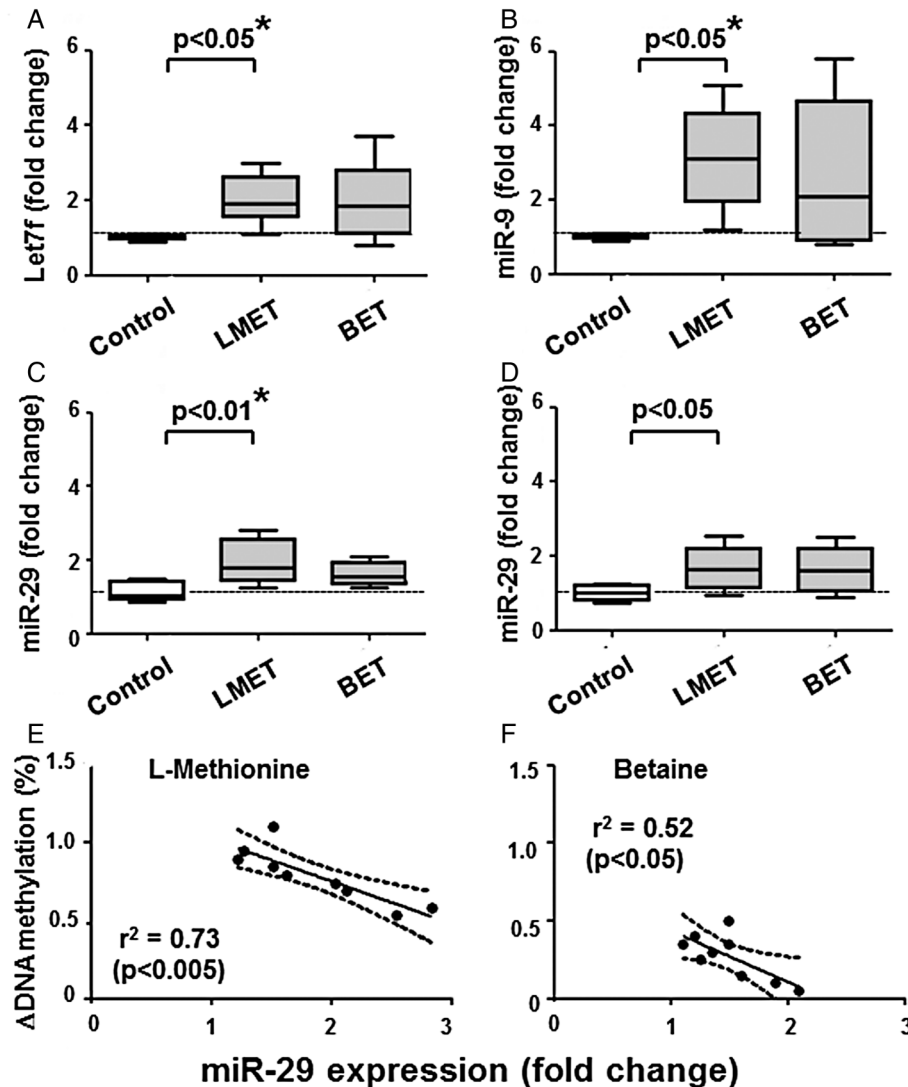 A
p<0.05*
Let7f (fold change)
6
4
2
0
Control
LMET
BET
B
p<0.05*
miR-9 (fold change)
6
4
2
0
Control
LMET
BET
C
p<0.01*
miR-29 (fold change)
6
4
2
0
Control
LMET
BET
D
p<0.05
miR-29 (fold change)
6
4
2
0
Control
LMET
BET
E
L-Methionine
ΔDNAmethylation (%)
1.5
1.0
0.5
0
r² = 0.73
(p<0.005)
0 1 2 3
F
Betaine
1.5
1.0
0.5
0
r² = 0.52
(p<0.05)
0 1 2 3
miR-29 expression (fold change)